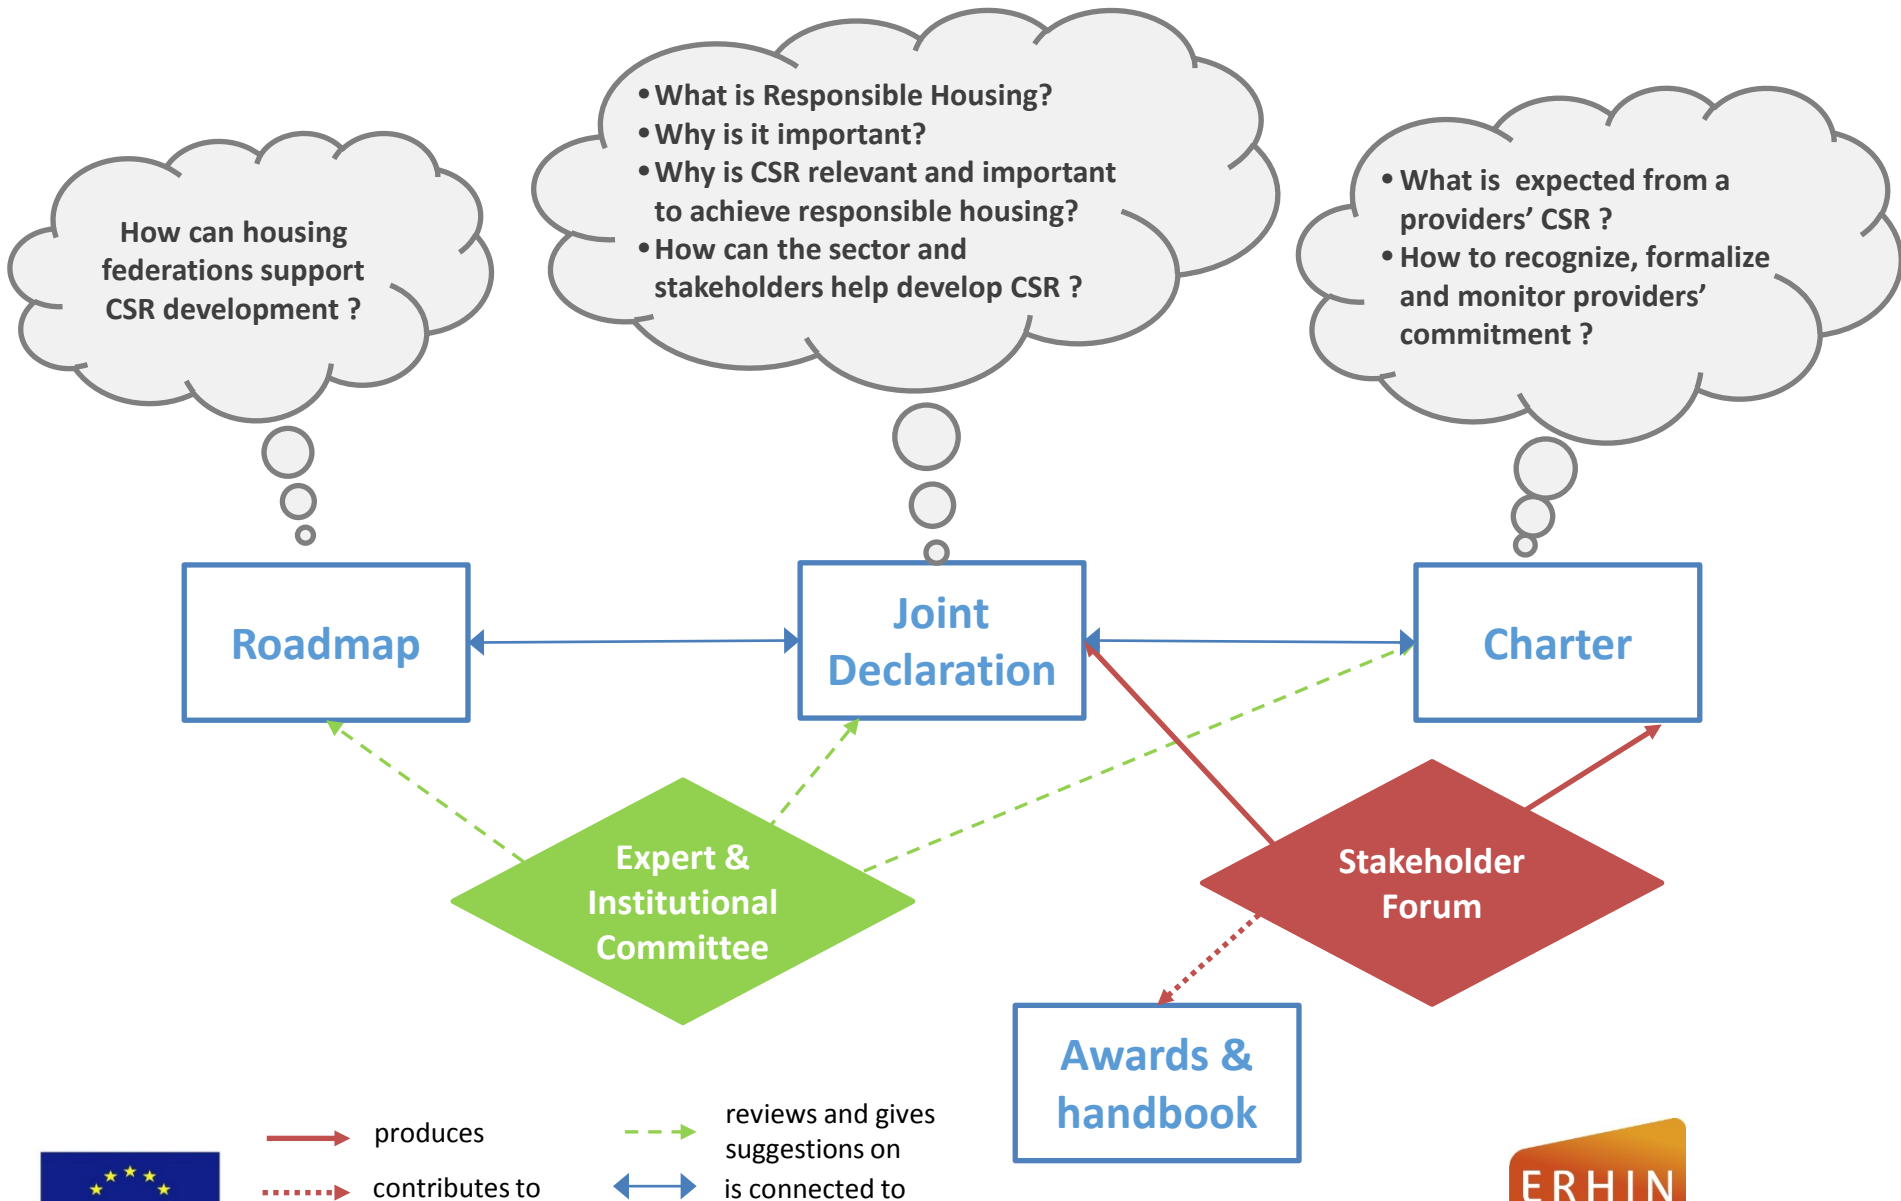 How can housing
federations support
CSR development ?
• What is Responsible Housing?
• Why is it important?
• Why is CSR relevant and important
to achieve responsible housing?
• How can the sector and
stakeholders help develop CSR ?
• What is  expected from a
providers’ CSR ?
• How to recognize, formalize
and monitor providers’
commitment ?
Roadmap
Joint
Declaration
Charter
Expert &
Institutional
Committee
Stakeholder
Forum
Awards &
handbook
produces
contributes to
reviews and gives
suggestions on
is connected to
ERHIN